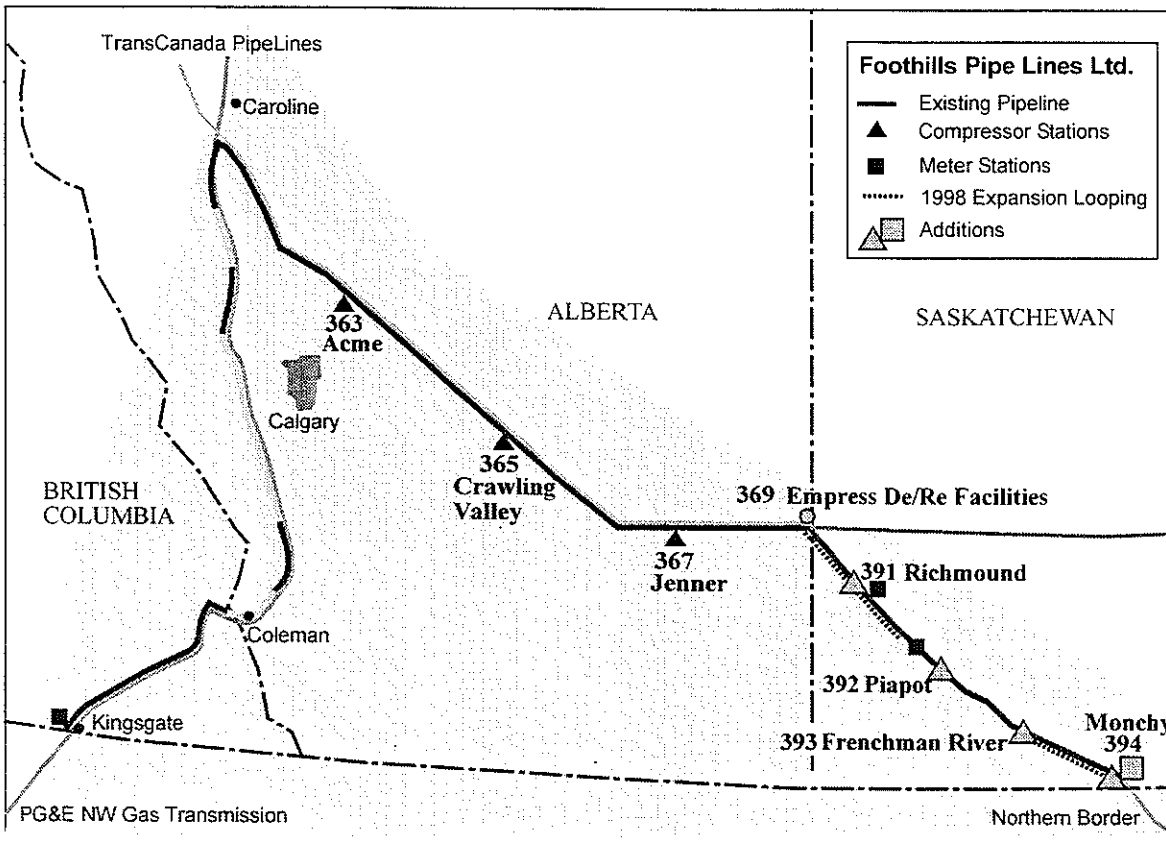 TransCanada PipeLines
Caroline
Foothills Pipe Lines Ltd.
Existing Pipeline
Compressor Stations
Meter Stations
1998 Expansion Looping
Additions
363
Acme
ALBERTA
SASKATCHEWAN
Calgary
365
Crawling
Valley
BRITISH
COLUMBIA
369 Empress De/Re Facilities
367
Jenner
391 Richmound
Coleman
392 Piapot
Kingsgate
393 Frenchman River
Monchy
394
PG&E NW Gas Transmission
Northern Border